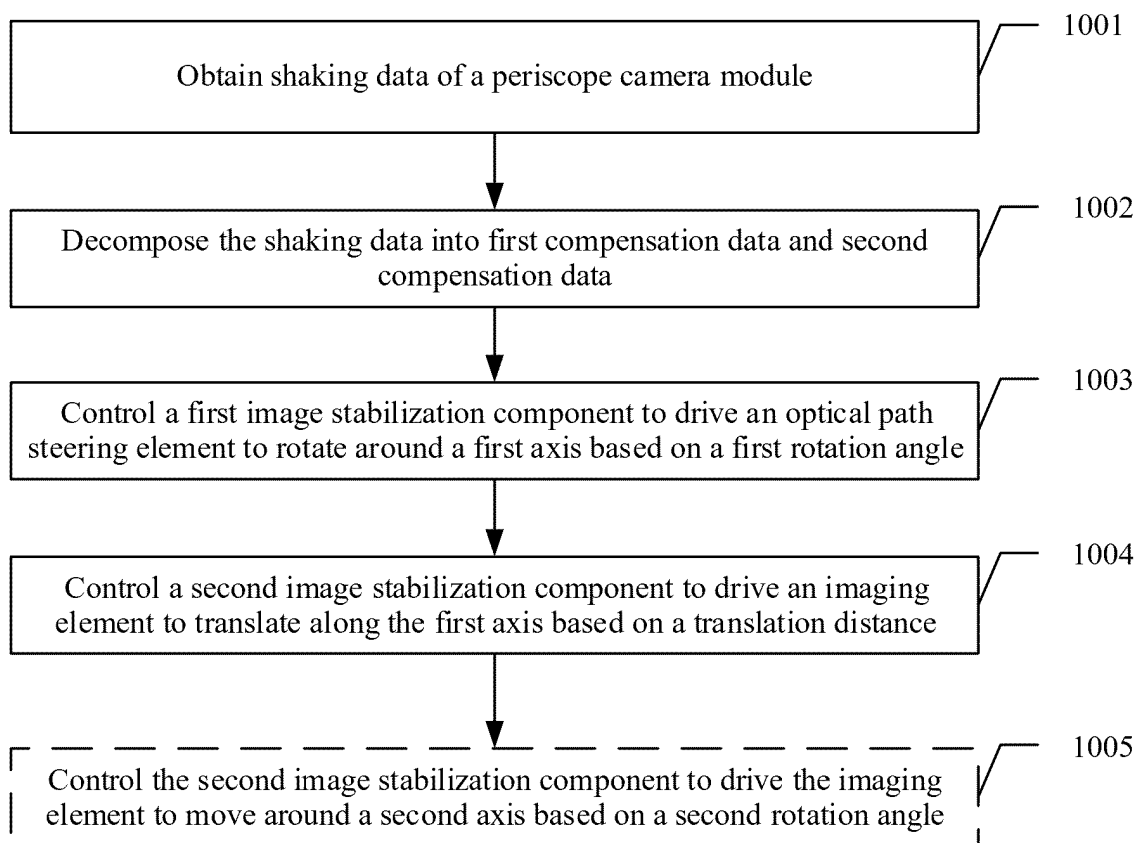 1001
Obtain shaking data of a periscope camera module
1002
Decompose the shaking data into first compensation data and second
compensation data
1003
Control a first image stabilization component to drive an optical path
steering element to rotate around a first axis based on a first rotation angle
1004
Control a second image stabilization component to drive an imaging
element to translate along the first axis based on a translation distance
1005
Control the second image stabilization component to drive the imaging
element to move around a second axis based on a second rotation angle